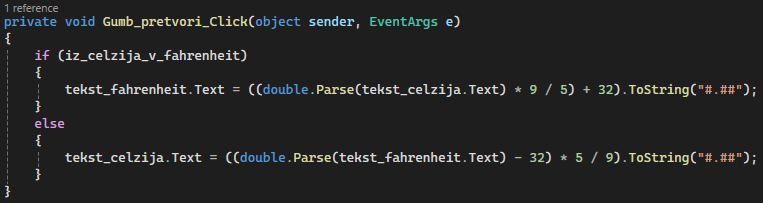 1 reference
private void Gumb_pretvori_Click(object sender, EventArgs e)
{
if (iz_celzija_v_fahrenheit)
{
tekst_fahrenheit.Text = ((double.Parse(tekst_celzija.Text) * 9 / 5) + 32).ToString("#.##");
}
else
{
tekst_celzija.Text = ((double.Parse(tekst_fahrenheit.Text) - 32) * 5 / 9).ToString("#.##");
}
}